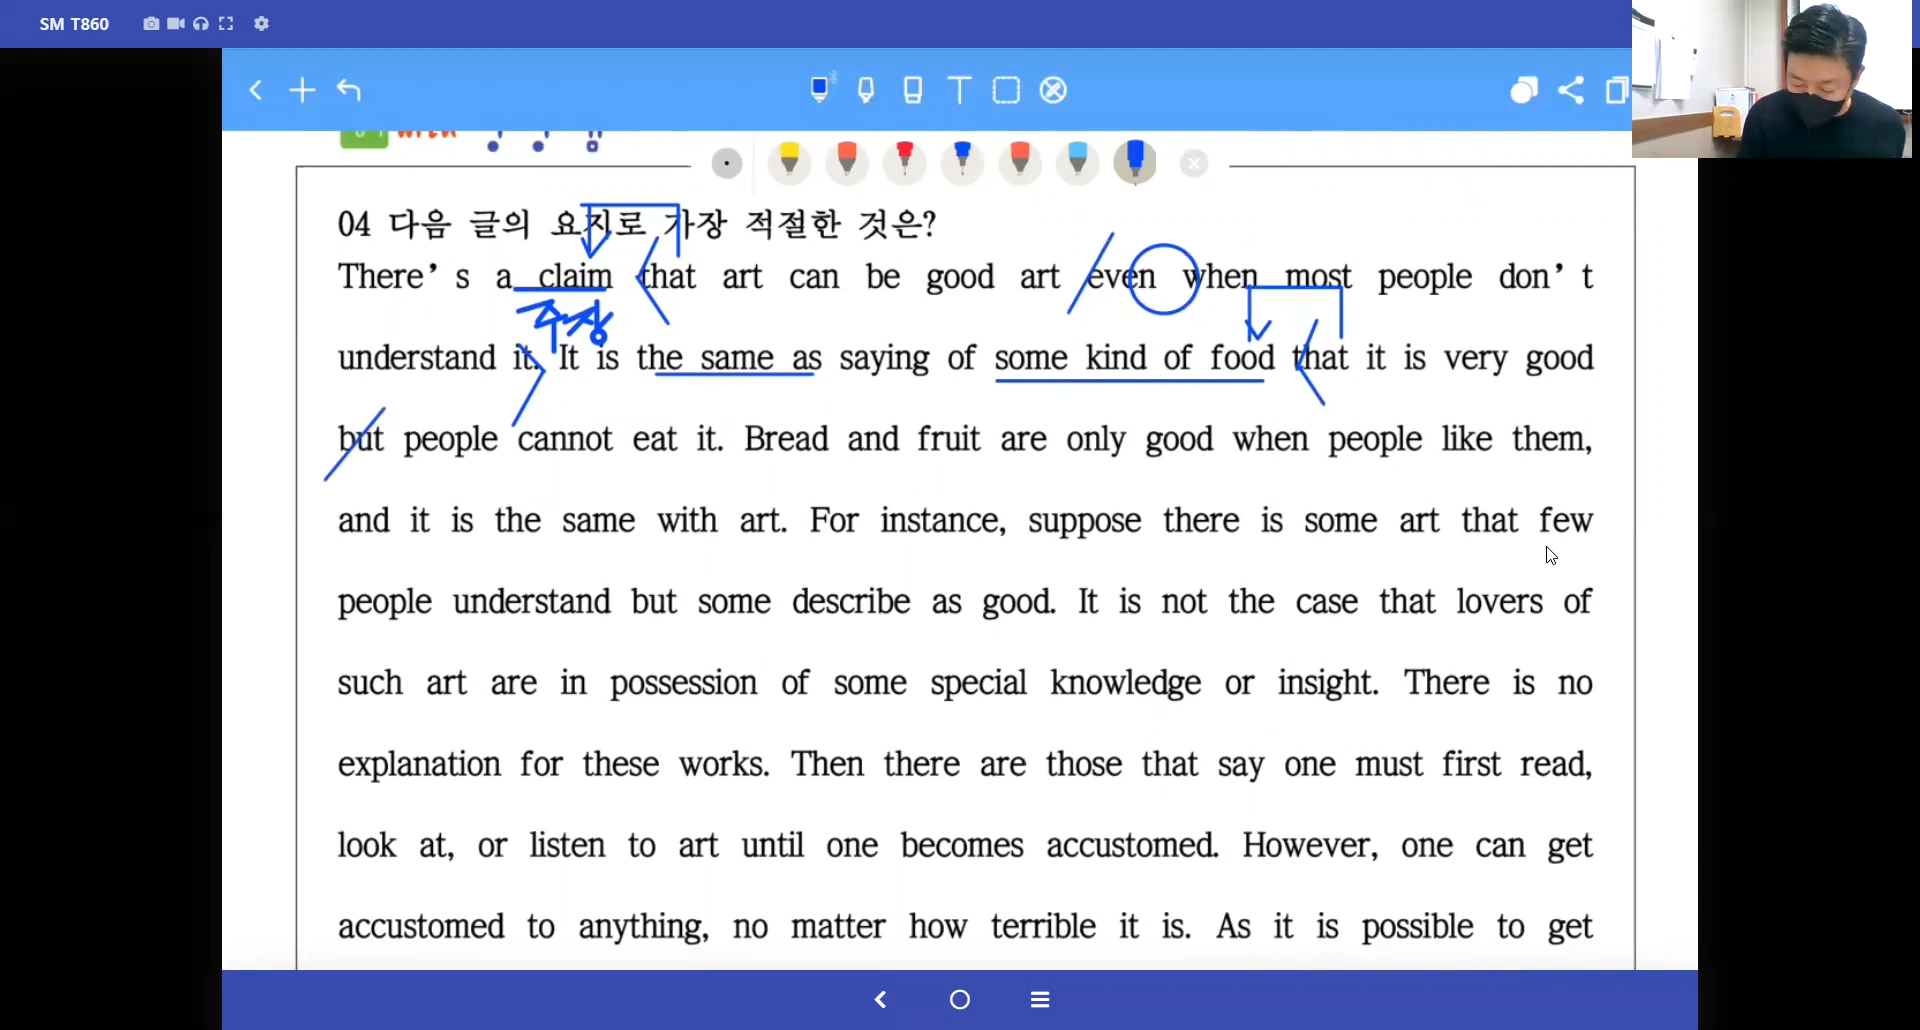 SM T860
04 다음 글의 요지로 가장 적절한 것은?
There's a claim that art can be good art even when most people don't
주장
understand it. It is the same as saying of some kind of food that it is very good
but people cannot eat it. Bread and fruit are only good when people like them,
and it is the same with art. For instance, suppose there is some art that few
people understand but some describe as good. It is not the case that lovers of
such art are in possession of some special knowledge or insight. There is no
explanation for these works. Then there are those that say one must first read,
look at, or listen to art until one becomes accustomed. However, one can get
accustomed to anything, no matter how terrible it is. As it is possible to get